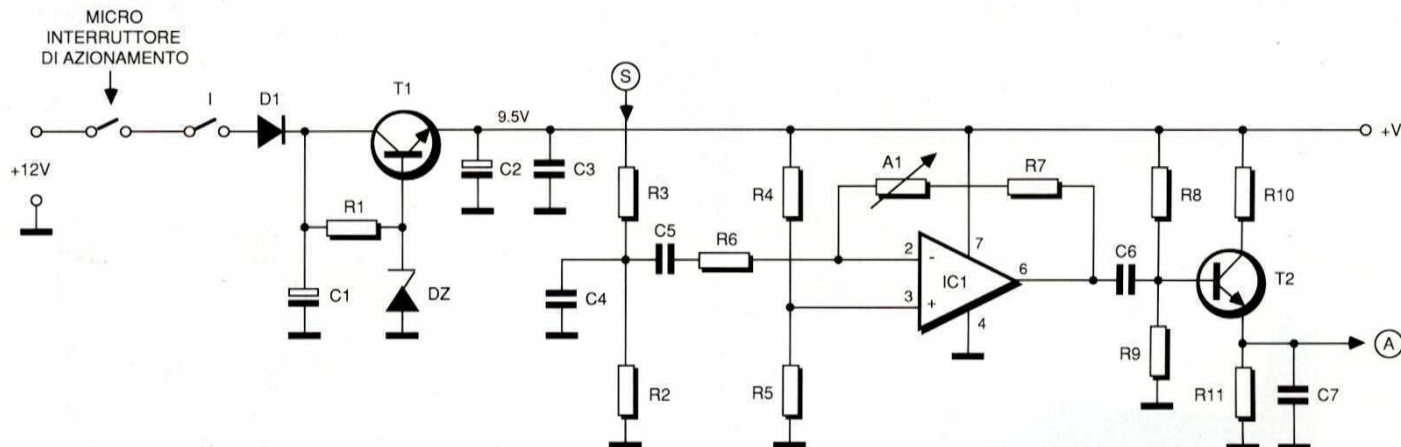 MICRO
INTERRUTTORE
DI AZIONAMENTO
I
D1
T1
9.5V
S
+V
+12V
R1
C1
DZ
C2
C3
R3
R4
A1
R7
R8
R10
C5
R6
C4
2
-
7
IC1
6
3
+
4
C6
T2
R2
R5
R9
R11
C7
A